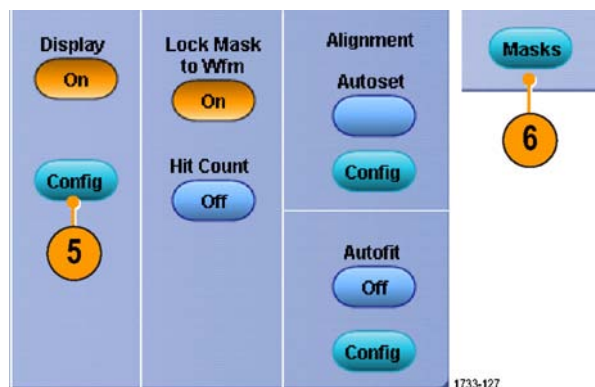 Display
On
Config
5
Lock Mask
to Wfm
On
Hit Count
Off
Alignment
Autoset
Config
Autofit
Off
Config
Masks
6
1733-127